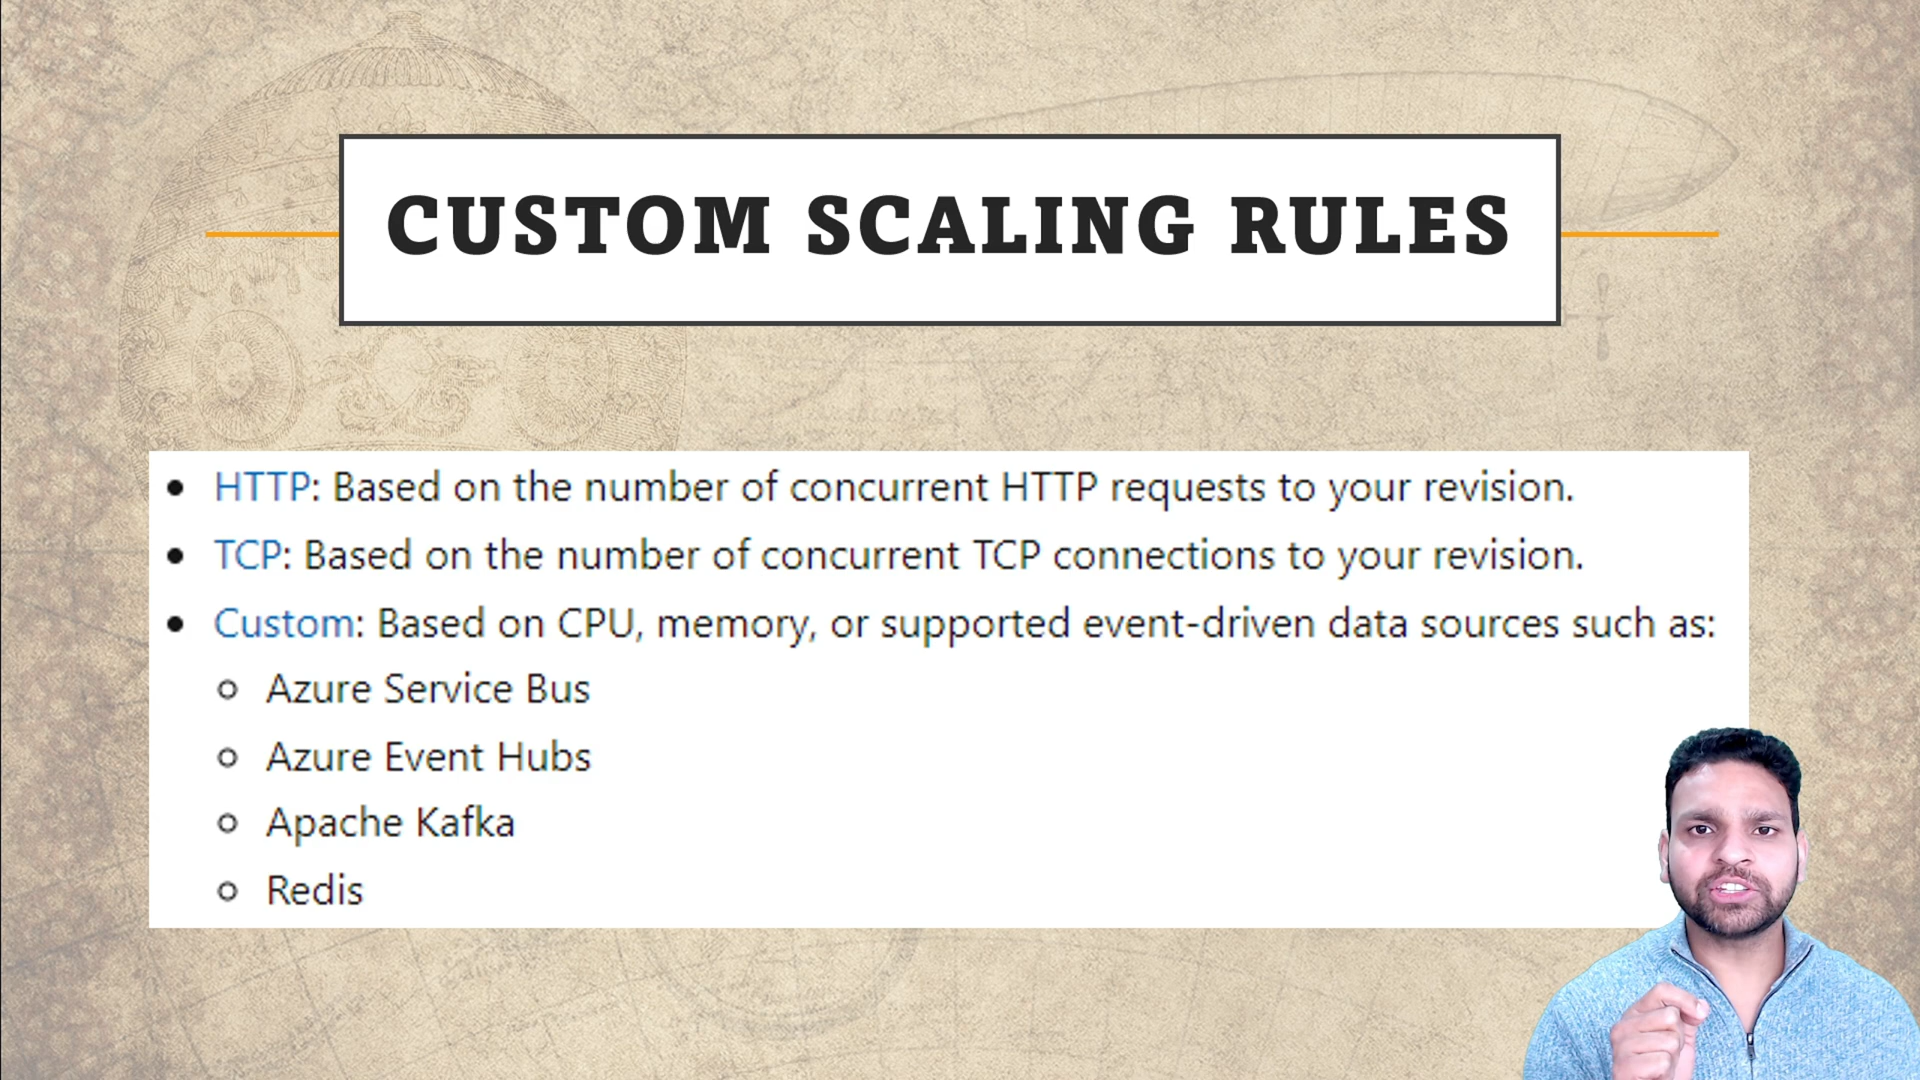 CUSTOM SCALING RULES
HTTP: Based on the number of concurrent HTTP requests to your revision.
TCP: Based on the number of concurrent TCP connections to your revision.
Custom: Based on CPU, memory, or supported event-driven data sources such as:
Azure Service Bus
Azure Event Hubs
Apache Kafka
Redis